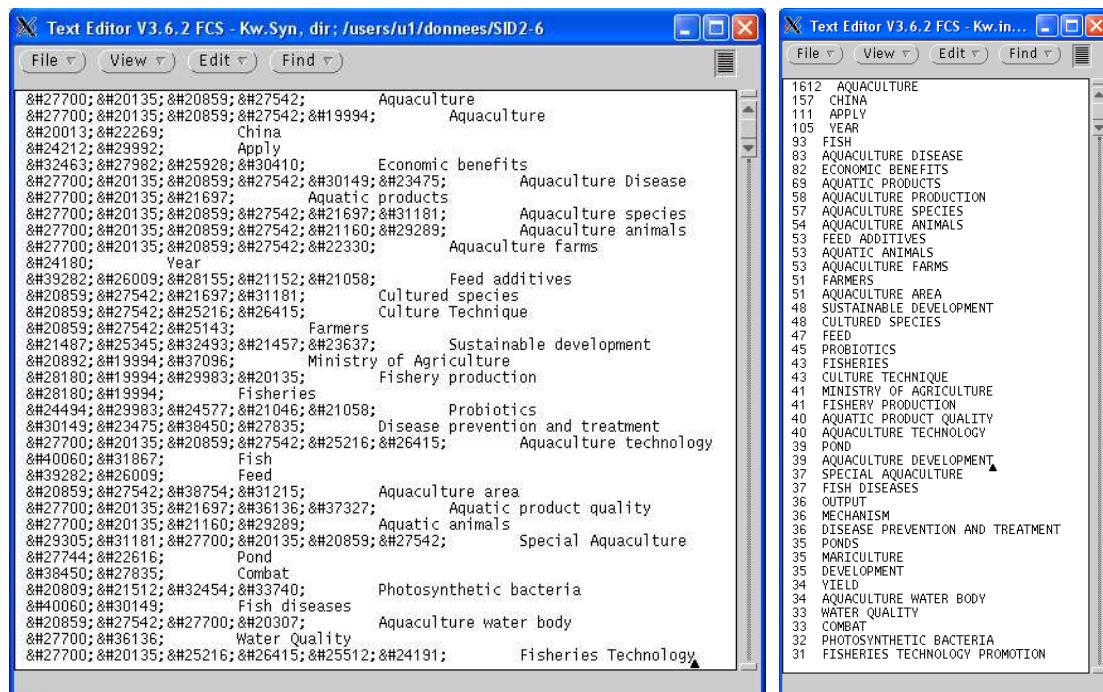 Text Editor V3.6.2 FCS - Kw.Syn, dir; /users/u1/donnees/SID2-6
File View Edit Find
&#27700;&#20135;&#20859;&#27542; Aquaculture
&#27700;&#20135;&#20859;&#27542;&#19994; Aquaculture
&#20013;&#22269; China
&#24212;&#29992; Apply
&#32463;&#27982;&#25928;&#30410; Economic benefits
&#27700;&#20135;&#20859;&#27542;&#30149;&#23475; Aquaculture Disease
&#27700;&#20135;&#21697; Aquatic products
&#27700;&#20135;&#20859;&#27542;&#21697;&#31181; Aquaculture species
&#27700;&#20135;&#20859;&#27542;&#21160;&#29289; Aquaculture animals
&#27700;&#20135;&#20859;&#27542;&#22330; Aquaculture farms
&#24180; Year
&#39282;&#26009;&#28155;&#21152;&#21058; Feed additives
&#20859;&#27542;&#21697;&#31181; Cultured species
&#20859;&#27542;&#25216;&#26415; Culture Technique
&#20859;&#27542;&#25143; Farmers
&#21487;&#25345;&#32493;&#21457;&#23637; Sustainable development
&#20892;&#19994;&#37096; Ministry of Agriculture
&#28180;&#19994;&#29983;&#20135; Fishery production
&#28180;&#19994; Fisheries
&#24494;&#29983;&#24577;&#21046;&#21058; Probiotics
&#30149;&#23475;&#38450;&#27835; Disease prevention and treatment
&#27700;&#20135;&#20859;&#27542;&#25216;&#26415; Aquaculture technology
&#40060;&#31867; Fish
&#39282;&#26009; Feed
&#20859;&#27542;&#38754;&#31215; Aquaculture area
&#27700;&#20135;&#21697;&#36136;&#37327; Aquatic product quality
&#27700;&#20135;&#21160;&#29289; Aquatic animals
&#29305;&#31181;&#27700;&#20135;&#20859;&#27542; Special Aquaculture
&#27744;&#22616; Pond
&#38450;&#27835; Combat
&#20809;&#21512;&#32454;&#33740; Photosynthetic bacteria
&#40060;&#30149; Fish diseases
&#20859;&#27542;&#27700;&#20307; Aquaculture water body
&#27700;&#36136; Water Quality
&#27700;&#20135;&#25216;&#26415;&#25512;&#24191; Fisheries Technology
Text Editor V3.6.2 FCS - Kw.in...
File View Edit Find
1612 AQUACULTURE
157 CHINA
111 APPLY
105 YEAR
93 FISH
83 AQUACULTURE DISEASE
82 ECONOMIC BENEFITS
69 AQUATIC PRODUCTS
58 AQUACULTURE PRODUCTION
57 AQUACULTURE SPECIES
54 AQUACULTURE ANIMALS
53 FEED ADDITIVES
53 AQUATIC ANIMALS
53 AQUACULTURE FARMS
51 FARMERS
51 AQUACULTURE AREA
48 SUSTAINABLE DEVELOPMENT
48 CULTURED SPECIES
47 FEED
45 PROBIOTICS
43 FISHERIES
43 CULTURE TECHNIQUE
41 MINISTRY OF AGRICULTURE
41 FISHERY PRODUCTION
40 AQUATIC PRODUCT QUALITY
40 AQUACULTURE TECHNOLOGY
39 POND
39 AQUACULTURE DEVELOPMENT
37 SPECIAL AQUACULTURE
37 FISH DISEASES
36 OUTPUT
36 MECHANISM
36 DISEASE PREVENTION AND TREATMENT
35 PONDS
35 MARICULTURE
35 DEVELOPMENT
34 YIELD
34 AQUACULTURE WATER BODY
33 WATER QUALITY
33 COMBAT
32 PHOTOSYNTHETIC BACTERIA
31 FISHERIES TECHNOLOGY PROMOTION